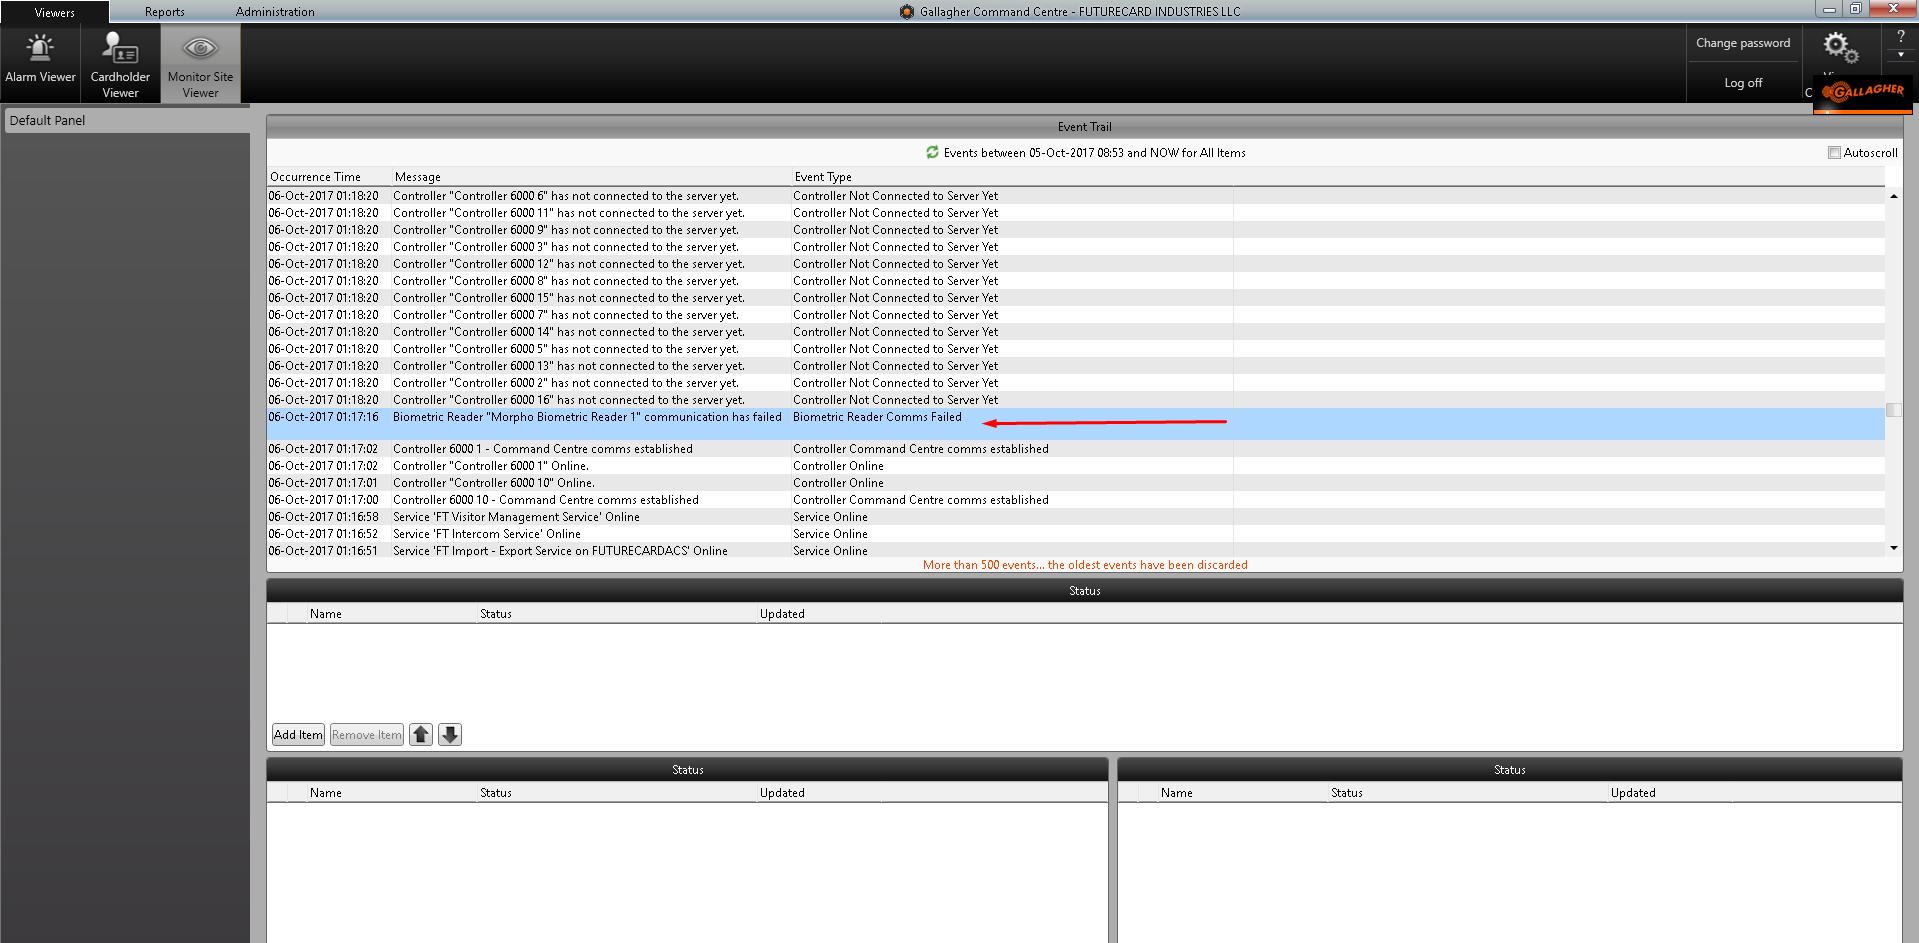 Viewers Reports Administration Gallagher Command Centre - FUTURECARD INDUSTRIES LLC
Alarm Viewer
Cardholder
Viewer
Monitor Site
Viewer
Change password
Log off
?
GALLAGHER
Default Panel
Event Trail
Events between 05-Oct-2017 08:53 and NOW for All Items
Autoscroll
Occurrence Time Message Event Type
06-Oct-2017 01:18:20 Controller "Controller 6000 6" has not connected to the server yet. Controller Not Connected to Server Yet
06-Oct-2017 01:18:20 Controller "Controller 6000 11" has not connected to the server yet. Controller Not Connected to Server Yet
06-Oct-2017 01:18:20 Controller "Controller 6000 9" has not connected to the server yet. Controller Not Connected to Server Yet
06-Oct-2017 01:18:20 Controller "Controller 6000 3" has not connected to the server yet. Controller Not Connected to Server Yet
06-Oct-2017 01:18:20 Controller "Controller 6000 12" has not connected to the server yet. Controller Not Connected to Server Yet
06-Oct-2017 01:18:20 Controller "Controller 6000 8" has not connected to the server yet. Controller Not Connected to Server Yet
06-Oct-2017 01:18:20 Controller "Controller 6000 15" has not connected to the server yet. Controller Not Connected to Server Yet
06-Oct-2017 01:18:20 Controller "Controller 6000 7" has not connected to the server yet. Controller Not Connected to Server Yet
06-Oct-2017 01:18:20 Controller "Controller 6000 14" has not connected to the server yet. Controller Not Connected to Server Yet
06-Oct-2017 01:18:20 Controller "Controller 6000 5" has not connected to the server yet. Controller Not Connected to Server Yet
06-Oct-2017 01:18:20 Controller "Controller 6000 13" has not connected to the server yet. Controller Not Connected to Server Yet
06-Oct-2017 01:18:20 Controller "Controller 6000 2" has not connected to the server yet. Controller Not Connected to Server Yet
06-Oct-2017 01:18:20 Controller "Controller 6000 16" has not connected to the server yet. Controller Not Connected to Server Yet
06-Oct-2017 01:17:16 Biometric Reader "Morpho Biometric Reader 1" communication has failed Biometric Reader Comms Failed
06-Oct-2017 01:17:02 Controller 6000 1 - Command Centre comms established Controller Command Centre comms established
06-Oct-2017 01:17:02 Controller "Controller 6000 1" Online. Controller Online
06-Oct-2017 01:17:01 Controller "Controller 6000 10" Online. Controller Online
06-Oct-2017 01:17:00 Controller 6000 10 - Command Centre comms established Controller Command Centre comms established
06-Oct-2017 01:16:58 Service 'FT Visitor Management Service' Online Service Online
06-Oct-2017 01:16:52 Service 'FT Intercom Service' Online Service Online
06-Oct-2017 01:16:51 Service 'FT Import - Export Service on FUTURECARDACS' Online Service Online
More than 500 events... the oldest events have been discarded
Status
Name Status Updated
Add Item Remove Item
Status
Name Status Updated
Status
Name Status Updated